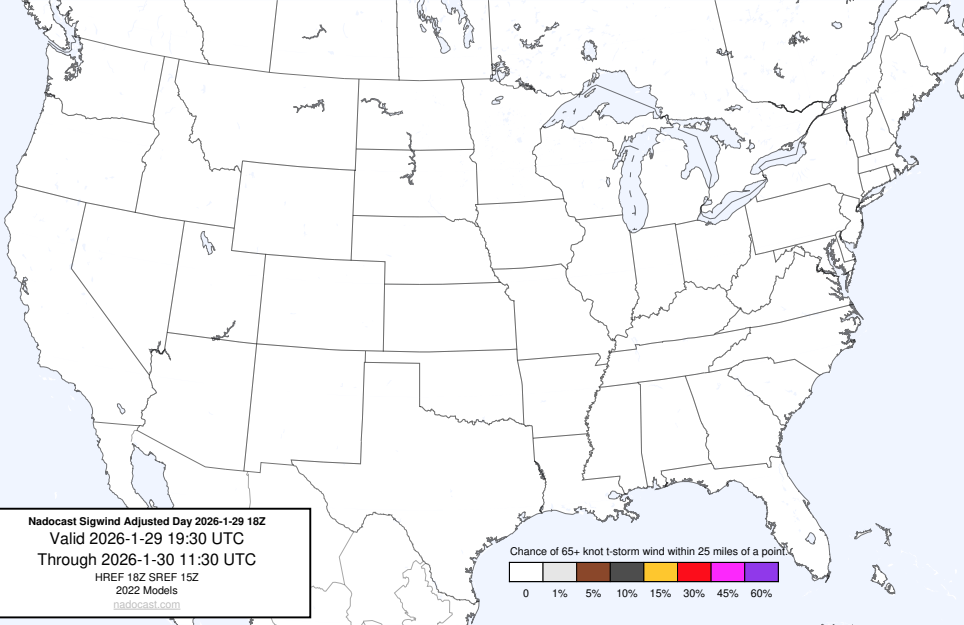 Nadocast Sigwind Adjusted Day 2026-1-29 18Z
Valid 2026-1-29 19:30 UTC
Through 2026-1-30 11:30 UTC
HREF 18Z SREF 15Z
2022 Models
nadocast.com
Chance of 65+ knot t-storm wind within 25 miles of a point.
0 1% 5% 10% 15% 30% 45% 60%